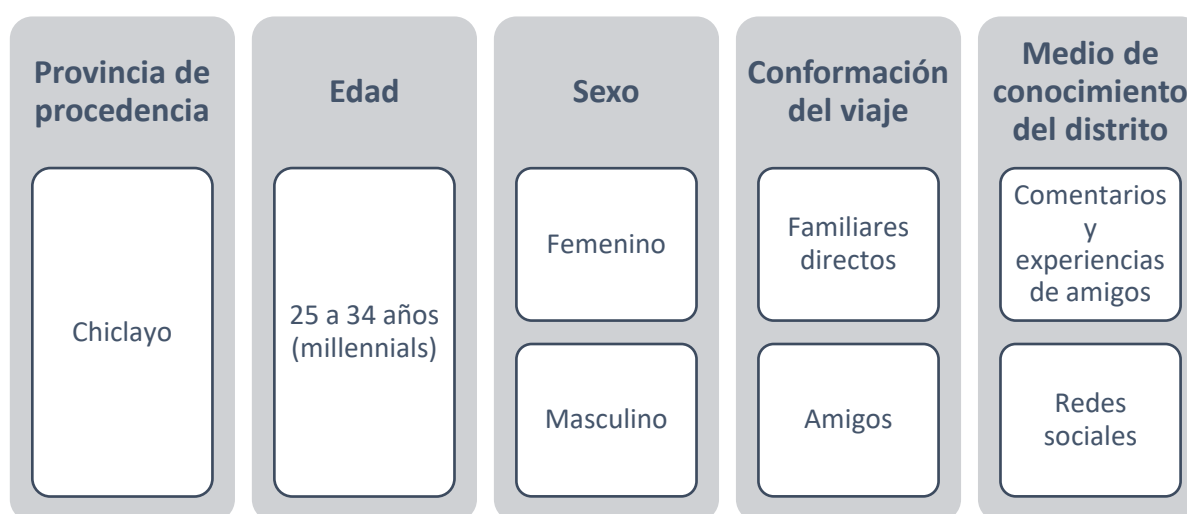 Provincia de
procedencia
Chiclayo
Edad
25 a 34 años
(millennials)
Sexo
Femenino
Masculino
Conformación
del viaje
Familiares
directos
Amigos
Medio de
conocimiento
del distrito
Comentarios
y
experiencias
de amigos
Redes
sociales